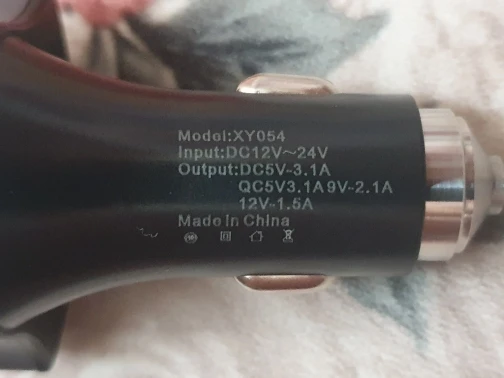 Model:XY054
Input:DC12V~24V
Output:DC5V-3.1A
QC5V3.1A9V-2.1A
12V-1.5A
Made in China